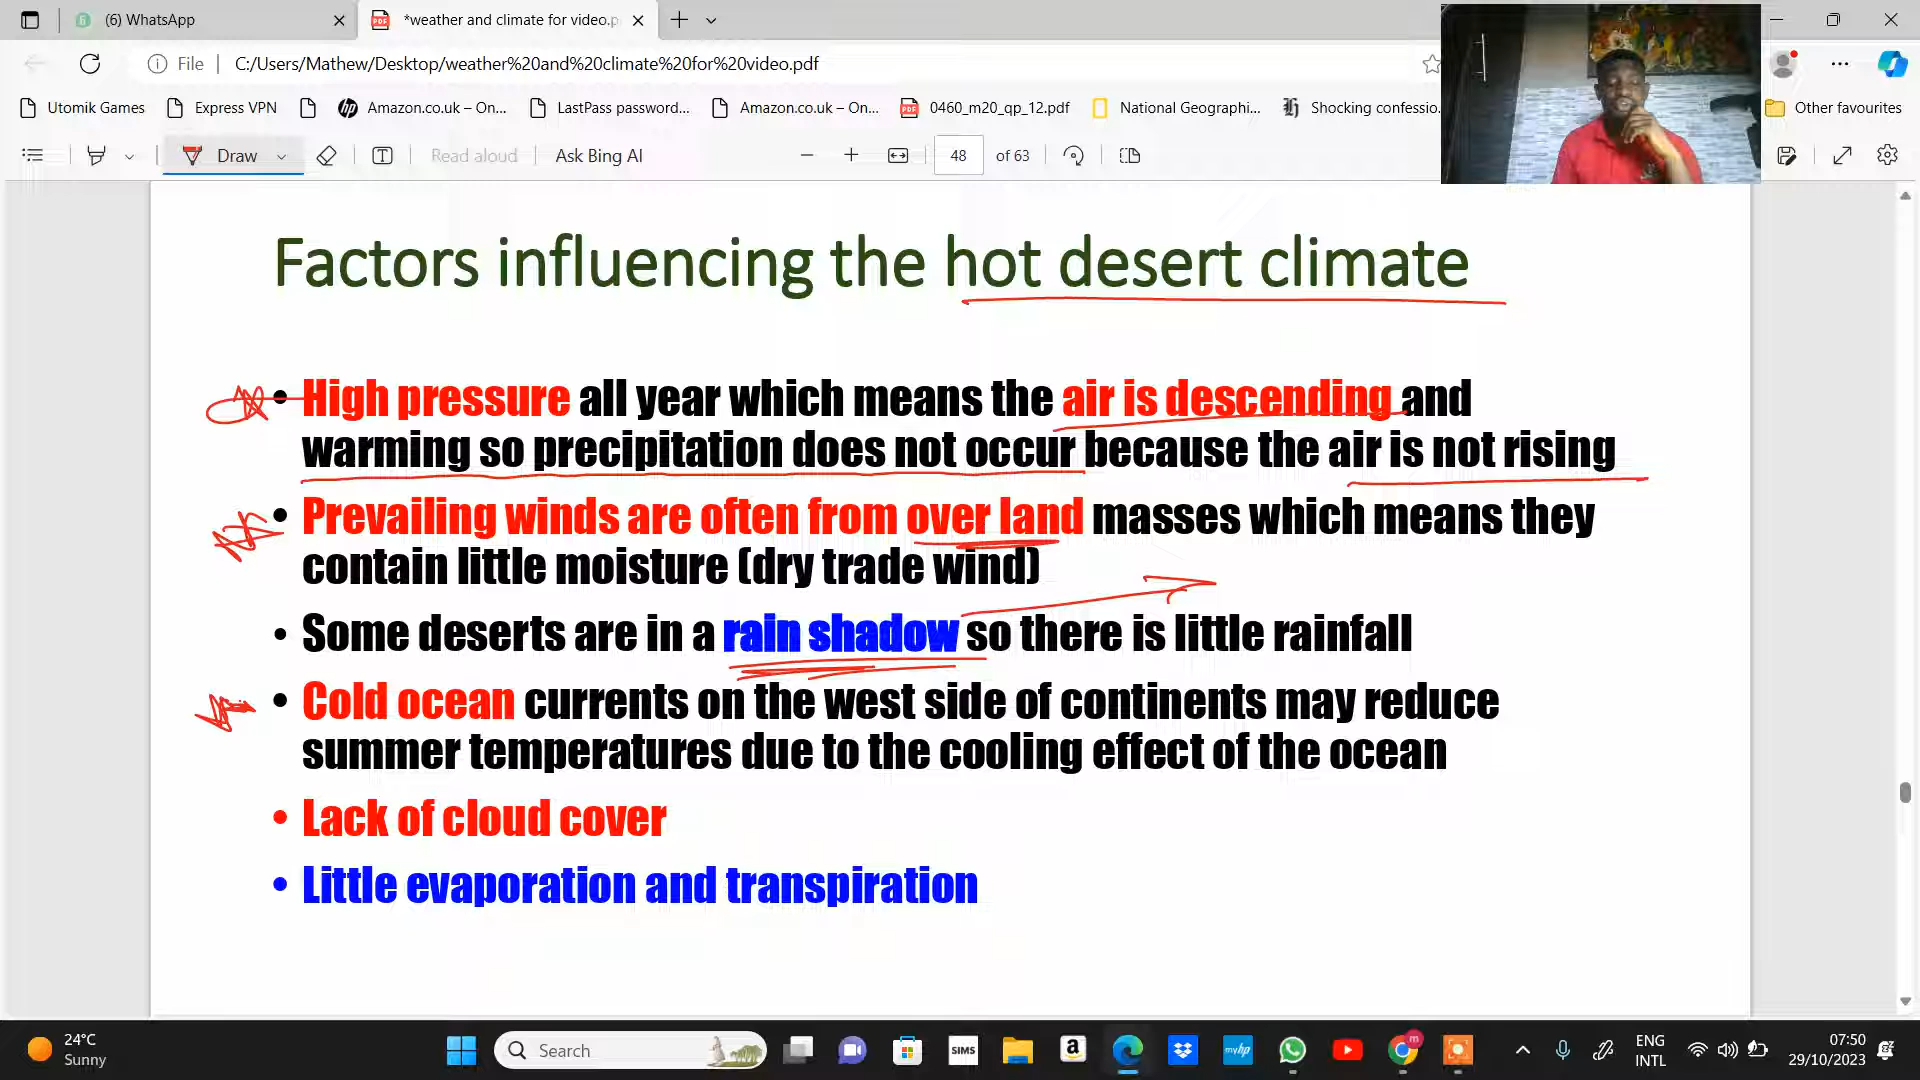 (6) WhatsApp
*weather and climate for video.p
File
C:/Users/Mathew/Desktop/weather%20and%20climate%20for%20video.pdf
Utomik Games
Express VPN
Amazon.co.uk – On...
LastPass password...
Amazon.co.uk – On...
0460_m20_qp_12.pdf
National Geographi...
Shocking confessio.
Other favourites
Draw
Read aloud
Ask Bing AI
48 of 63
Factors influencing the hot desert climate
• High pressure all year which means the air is descending and
warming so precipitation does not occur because the air is not rising
• Prevailing winds are often from over land masses which means they
contain little moisture (dry trade wind)
• Some deserts are in a rain shadow so there is little rainfall
• Cold ocean currents on the west side of continents may reduce
summer temperatures due to the cooling effect of the ocean
• Lack of cloud cover
• Little evaporation and transpiration
24°C
Sunny
Search
SIMS
a
myhp
m
ENG
INTL
07:50
29/10/2023